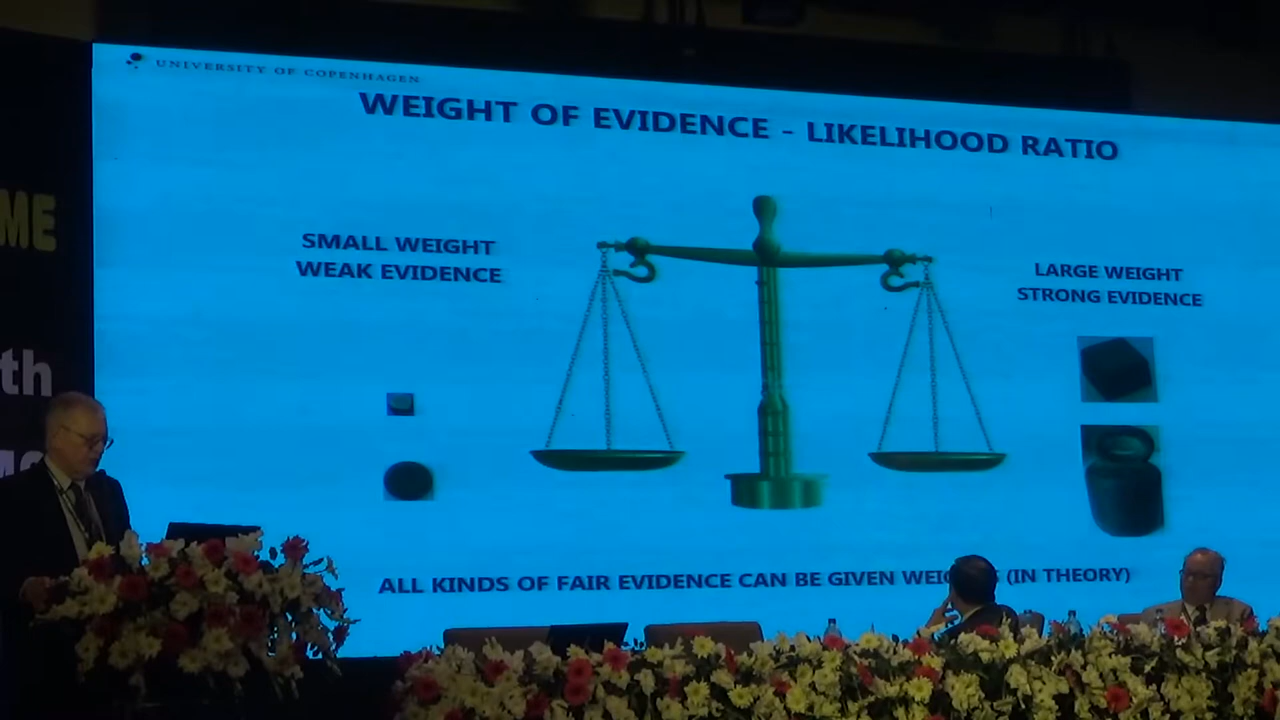 UNIVERSITY OF COPENHAGEN
WEIGHT OF EVIDENCE - LIKELIHOOD RATIO
SMALL WEIGHT
WEAK EVIDENCE
LARGE WEIGHT
STRONG EVIDENCE
ALL KINDS OF FAIR EVIDENCE CAN BE GIVEN (IN THEORY)
ME
th